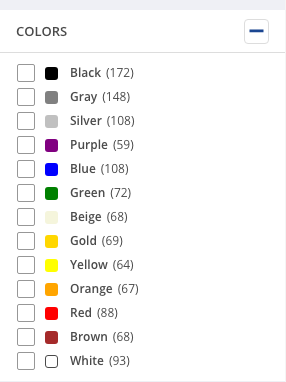 COLORS
Black (172)
Gray (148)
Silver (108)
Purple (59)
Blue (108)
Green (72)
Beige (68)
Gold (69)
Yellow (64)
Orange (67)
Red (88)
Brown (68)
White (93)